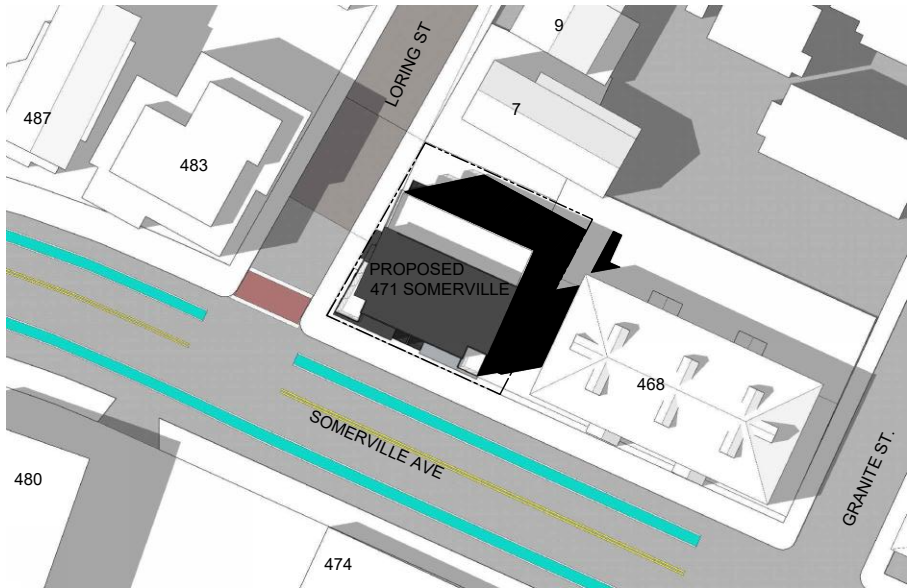 9
LORING ST
7
487
483
PROPOSED
471 SOMERVILLE
468
SOMERVILLE AVE
480
GRANITE ST.
474